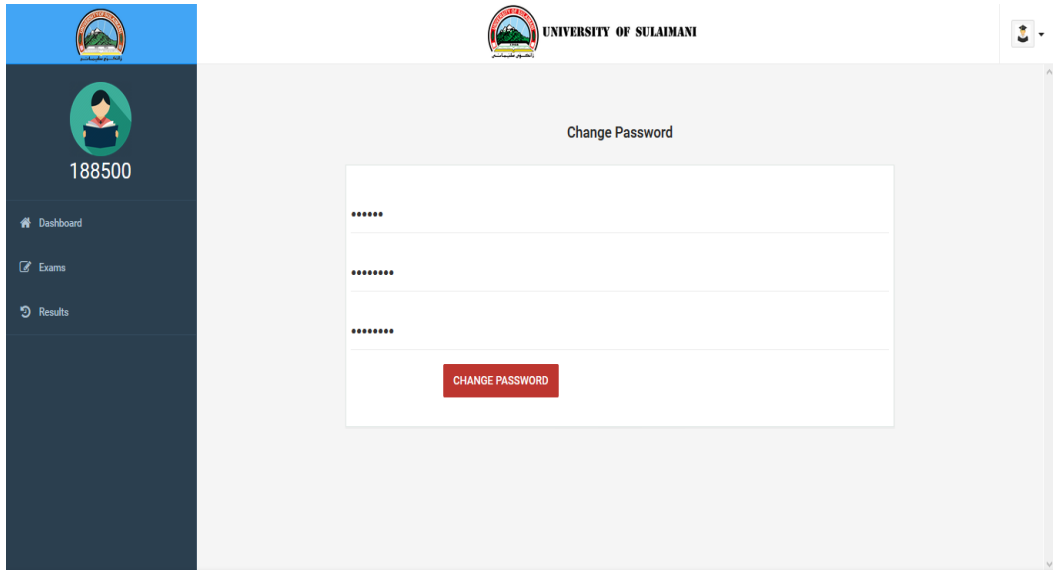 UNIVERSITY OF SULAIMANI
188500
Dashboard
Exams
Results
Change Password
••••••
••••••••
••••••••
CHANGE PASSWORD